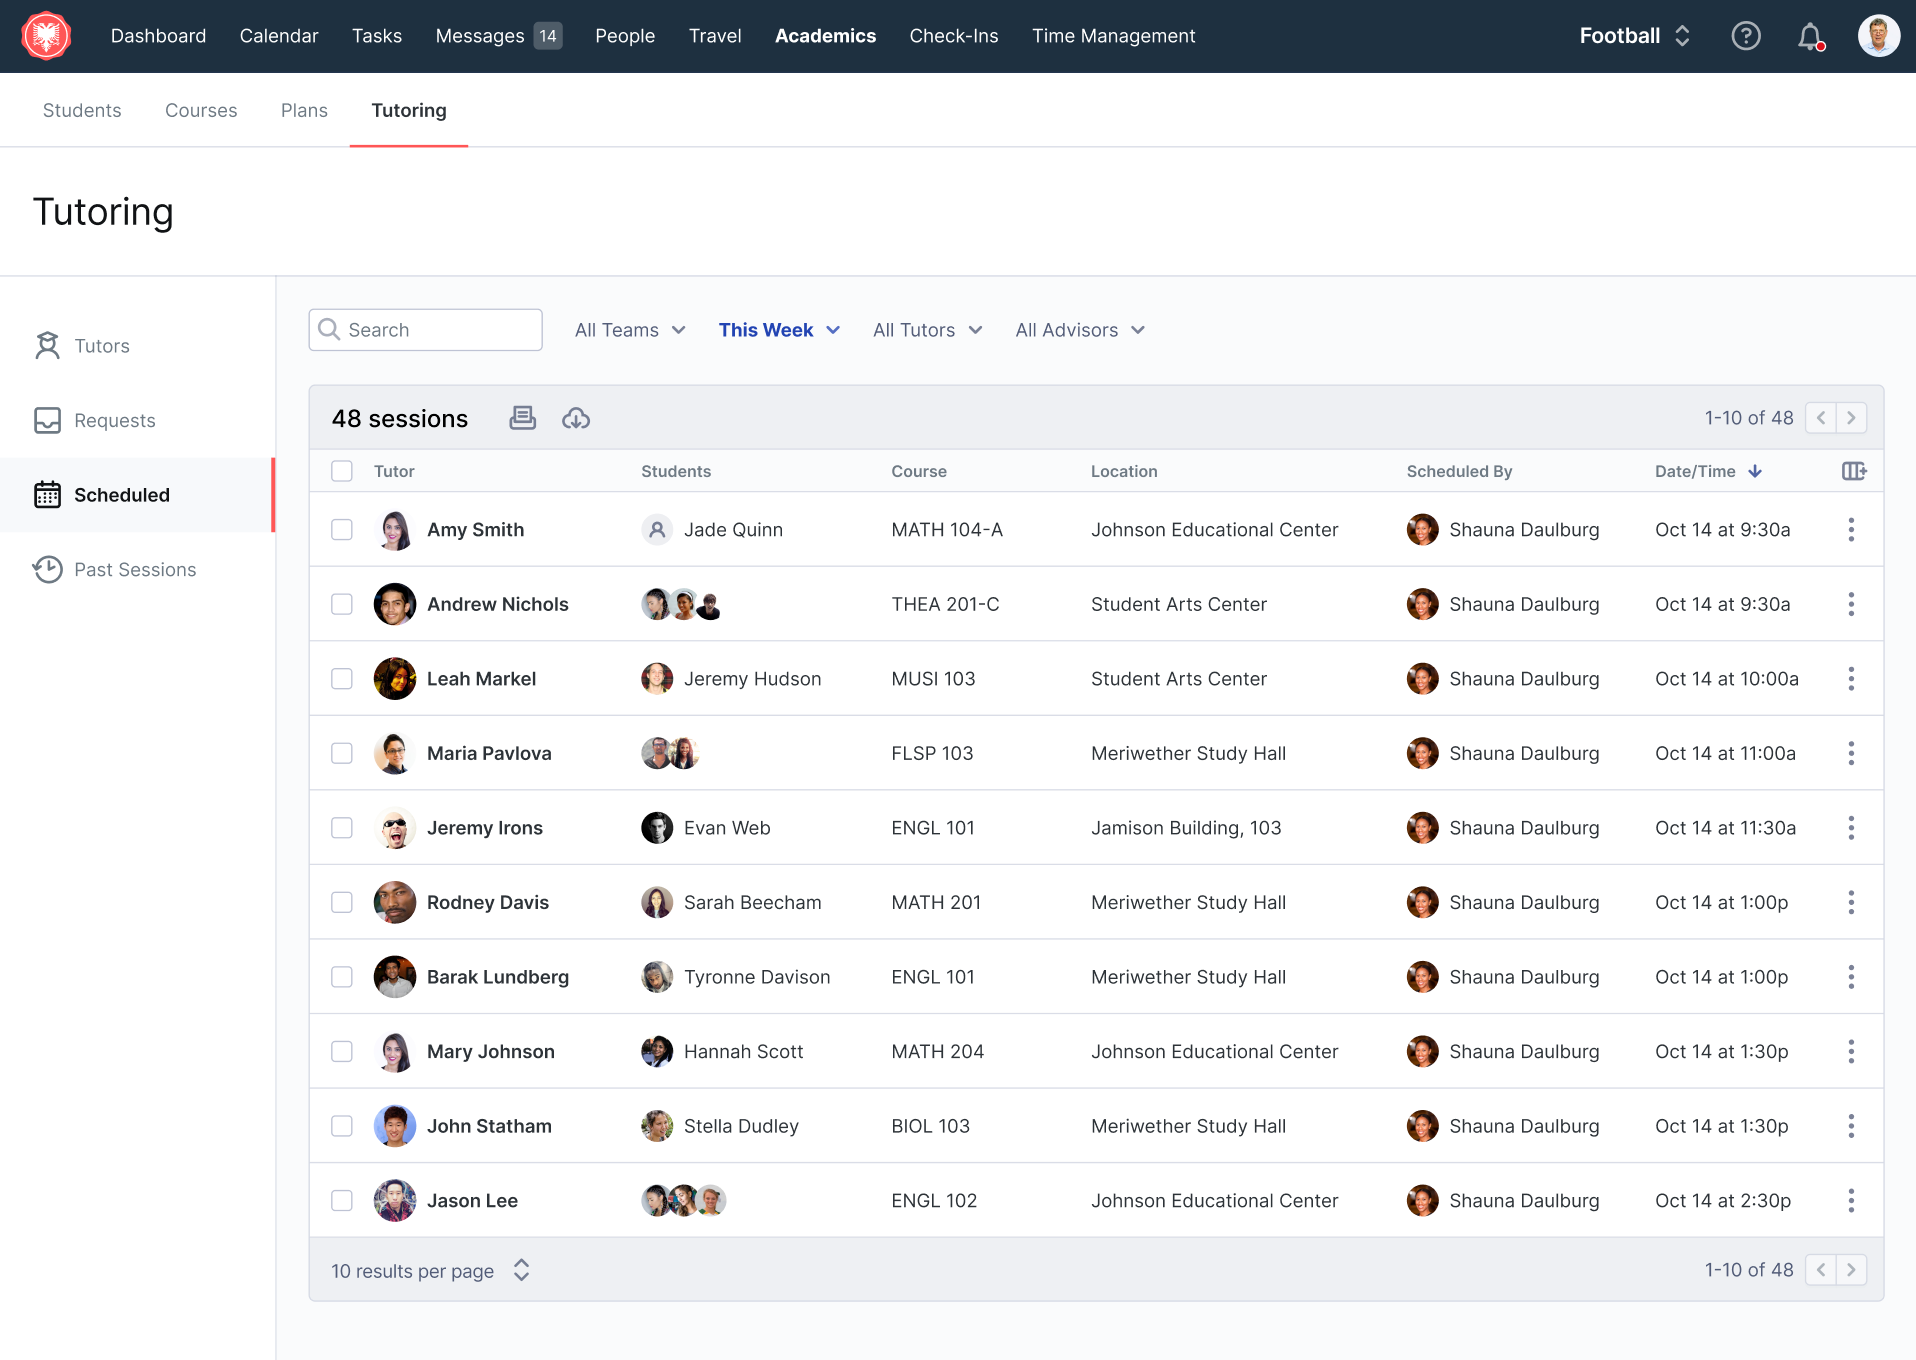 Dashboard Calendar Tasks Messages 14 People Travel Academics Check-Ins Time Management Football
Students Courses Plans Tutoring
Tutoring
Tutors
Requests
Scheduled
Past Sessions
Search All Teams This Week All Tutors All Advisors
48 sessions 1-10 of 48
Tutor Students Course Location Scheduled By Date/Time
Amy Smith Jade Quinn MATH 104-A Johnson Educational Center Shauna Daulburg Oct 14 at 9:30a
Andrew Nichols THEA 201-C Student Arts Center Shauna Daulburg Oct 14 at 9:30a
Leah Markel Jeremy Hudson MUSI 103 Student Arts Center Shauna Daulburg Oct 14 at 10:00a
Maria Pavlova FLSP 103 Meriwether Study Hall Shauna Daulburg Oct 14 at 11:00a
Jeremy Irons Evan Web ENGL 101 Jamison Building, 103 Shauna Daulburg Oct 14 at 11:30a
Rodney Davis Sarah Beecham MATH 201 Meriwether Study Hall Shauna Daulburg Oct 14 at 1:00p
Barak Lundberg Tyronne Davison ENGL 101 Meriwether Study Hall Shauna Daulburg Oct 14 at 1:00p
Mary Johnson Hannah Scott MATH 204 Johnson Educational Center Shauna Daulburg Oct 14 at 1:30p
John Statham Stella Dudley BIOL 103 Meriwether Study Hall Shauna Daulburg Oct 14 at 1:30p
Jason Lee ENGL 102 Johnson Educational Center Shauna Daulburg Oct 14 at 2:30p
10 results per page 1-10 of 48